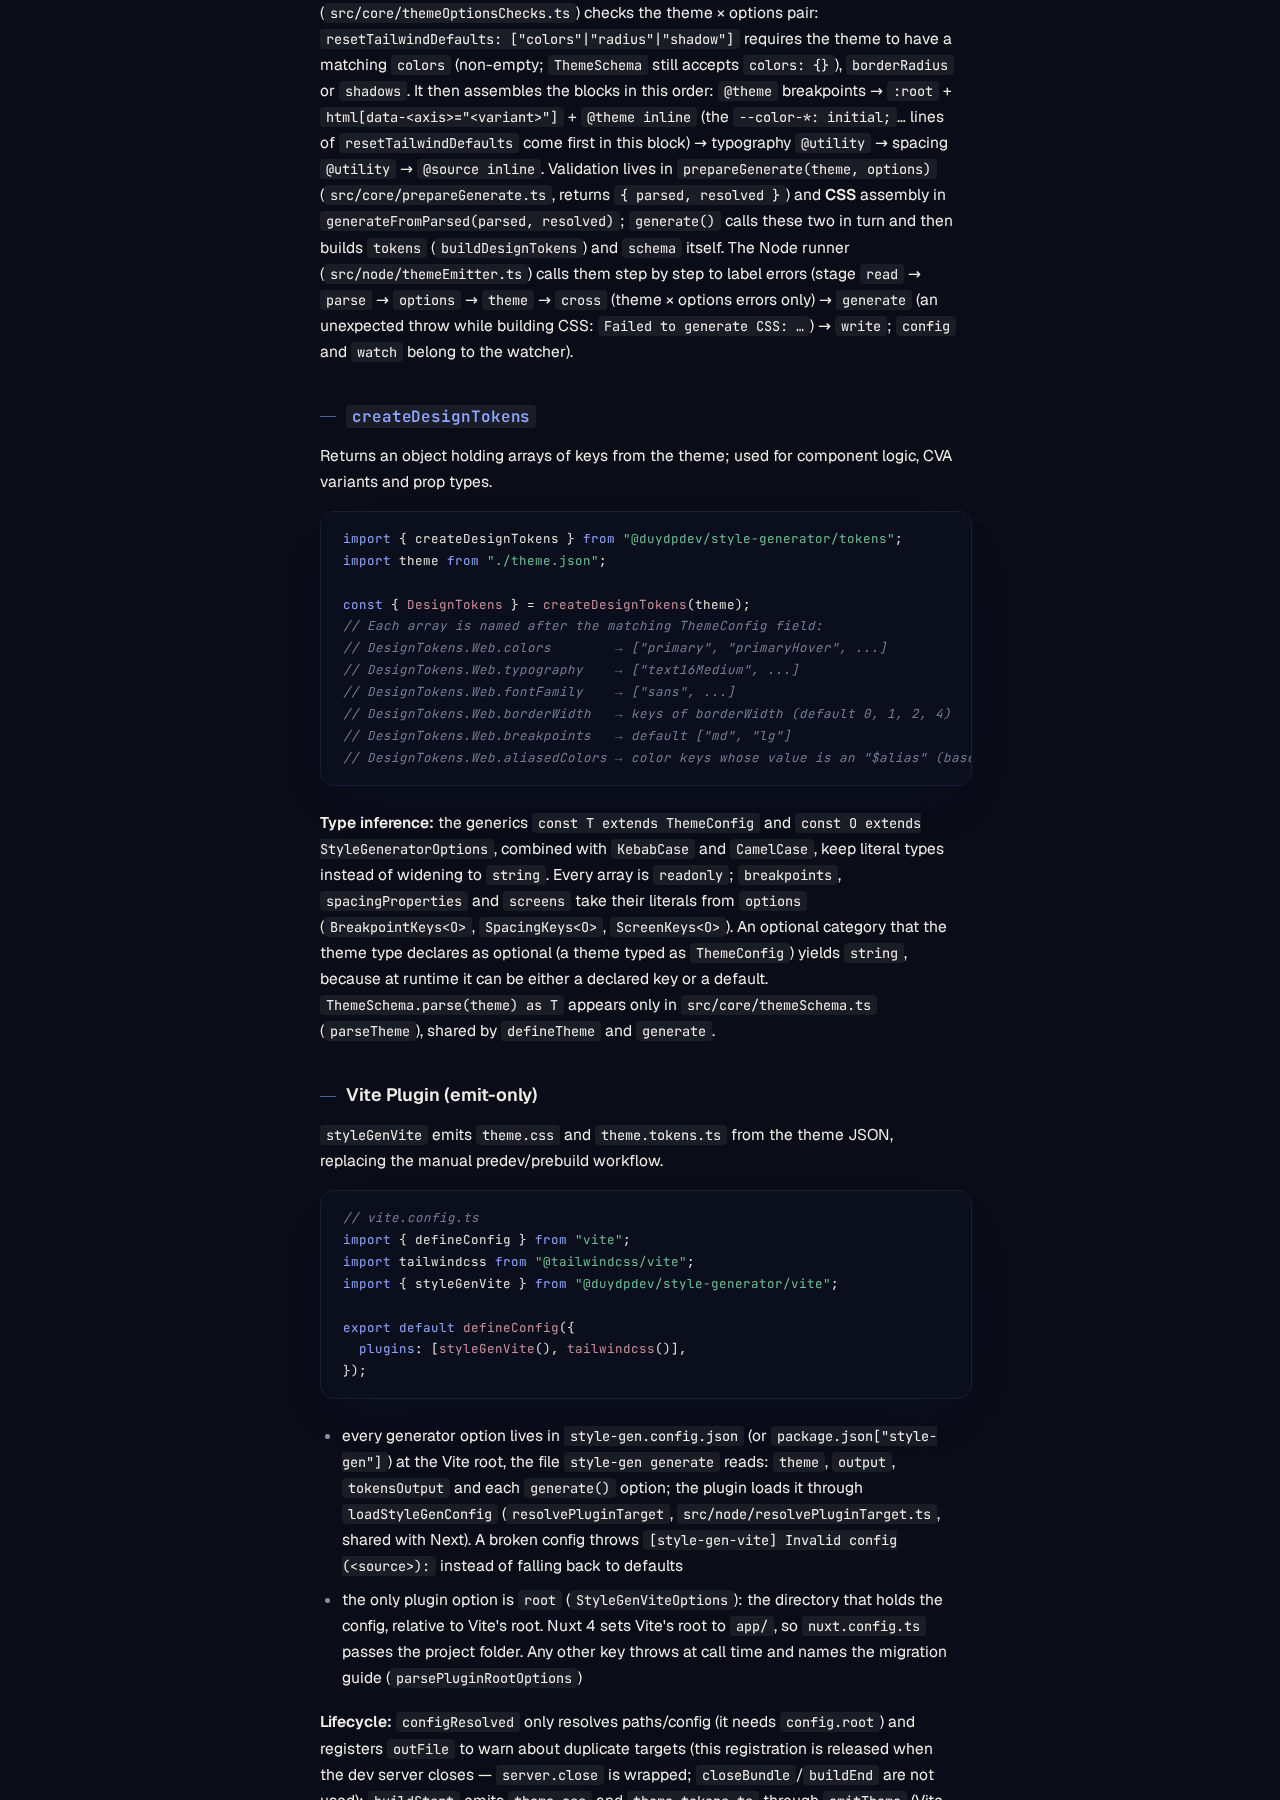 (src/core/themeOptionsChecks.ts) checks the theme × options pair:
resetTailwindDefaults: ["colors"|"radius"|"shadow"] requires the theme to have a
matching colors (non-empty; ThemeSchema still accepts colors: {}), borderRadius
or shadows. It then assembles the blocks in this order: @theme breakpoints → :root +
html[data-<axis>="<variant>"] + @theme inline (the --color-*: initial;… lines
of resetTailwindDefaults come first in this block) → typography @utility → spacing
@utility → @source inline. Validation lives in prepareGenerate(theme, options)
(src/core/prepareGenerate.ts, returns { parsed, resolved }) and CSS assembly in
generateFromParsed(parsed, resolved); generate() calls these two in turn and then
builds tokens (buildDesignTokens) and schema itself. The Node runner
(src/node/themeEmitter.ts) calls them step by step to label errors (stage read →
parse → options → theme → cross (theme × options errors only) → generate (an
unexpected throw while building CSS: Failed to generate CSS: …) → write; config
and watch belong to the watcher).
— createDesignTokens
Returns an object holding arrays of keys from the theme; used for component logic, CVA
variants and prop types.
import { createDesignTokens } from "@duydpdev/style-generator/tokens";
import theme from "./theme.json";
const { DesignTokens } = createDesignTokens(theme);
// Each array is named after the matching ThemeConfig field:
// DesignTokens.Web.colors → ["primary", "primaryHover", ...]
// DesignTokens.Web.typography → ["text16Medium", ...]
// DesignTokens.Web.fontFamily → ["sans", ...]
// DesignTokens.Web.borderWidth → keys of borderWidth (default 0, 1, 2, 4)
// DesignTokens.Web.breakpoints → default ["md", "lg"]
// DesignTokens.Web.aliasedColors → color keys whose value is an "$alias" (base
Type inference: the generics const T extends ThemeConfig and const O extends
StyleGeneratorOptions, combined with KebabCase and CamelCase, keep literal types
instead of widening to string. Every array is readonly; breakpoints,
spacingProperties and screens take their literals from options
(BreakpointKeys<O>, SpacingKeys<O>, ScreenKeys<O>). An optional category that the
theme type declares as optional (a theme typed as ThemeConfig) yields string,
because at runtime it can be either a declared key or a default.
ThemeSchema.parse(theme) as T appears only in src/core/themeSchema.ts
(parseTheme), shared by defineTheme and generate.
— Vite Plugin (emit-only)
styleGenVite emits theme.css and theme.tokens.ts from the theme JSON,
replacing the manual predev/prebuild workflow.
// vite.config.ts
import { defineConfig } from "vite";
import tailwindcss from "@tailwindcss/vite";
import { styleGenVite } from "@duydpdev/style-generator/vite";
export default defineConfig({
plugins: [styleGenVite(), tailwindcss()],
});
• every generator option lives in style-gen.config.json (or package.json["style-
gen"]) at the Vite root, the file style-gen generate reads: theme, output,
tokensOutput and each generate() option; the plugin loads it through
loadStyleGenConfig (resolvePluginTarget, src/node/resolvePluginTarget.ts,
shared with Next). A broken config throws [style-gen-vite] Invalid config
(<source>): instead of falling back to defaults
• the only plugin option is root (StyleGenViteOptions): the directory that holds the
config, relative to Vite's root. Nuxt 4 sets Vite's root to app/, so nuxt.config.ts
passes the project folder. Any other key throws at call time and names the migration
guide (parsePluginRootOptions)
Lifecycle: configResolved only resolves paths/config (it needs config.root) and
registers outFile to warn about duplicate targets (this registration is released when
the dev server closes — server.close is wrapped; closeBundle/buildEnd are not
used); buildStart emits theme.css and theme.tokens.ts through emitTheme (Vite